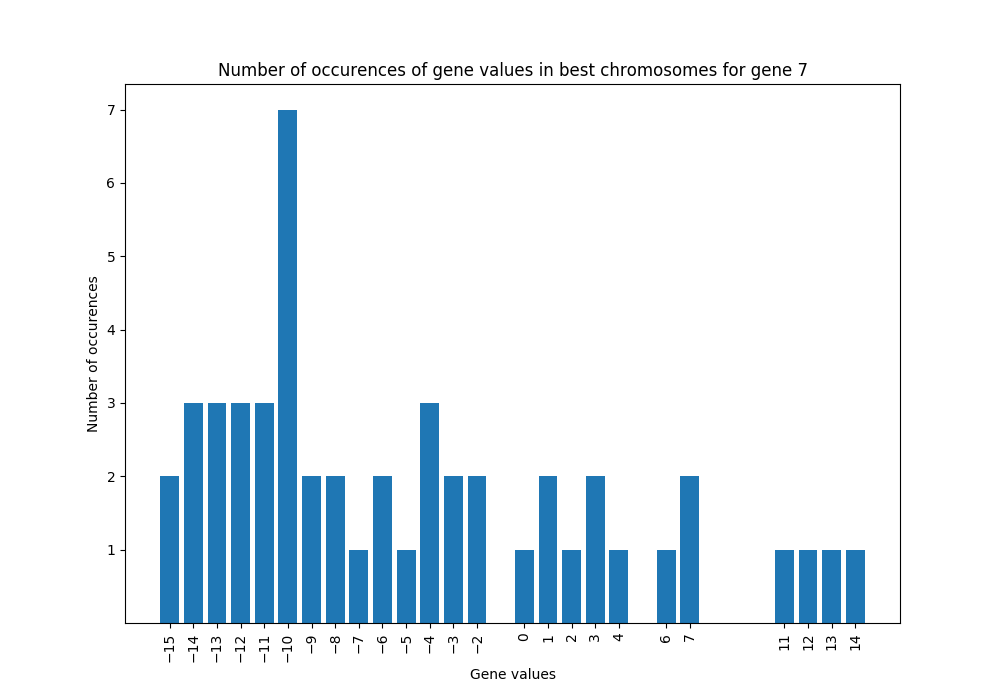 Number of occurences of gene values in best chromosomes for gene 7
7
6
5
4
3
2
1
Number of occurences
−15 −14 −13 −12 −11 −10 −9 −8 −7 −6 −5 −4 −3 −2 0 1 2 3 4 6 7 11 12 13 14
Gene values